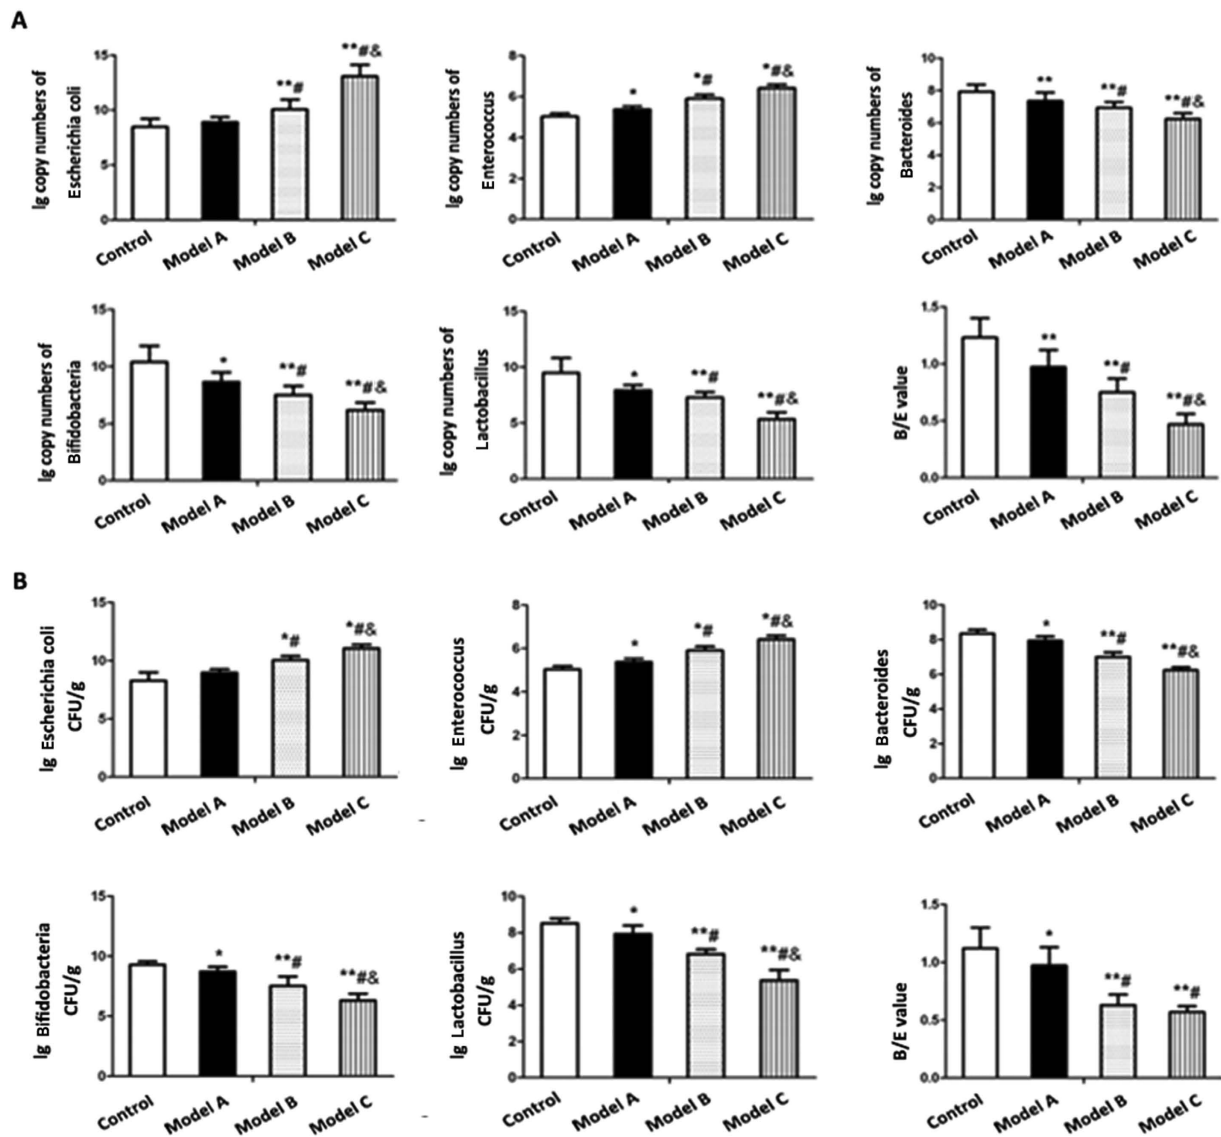 A
lg copy numbers of
Escherichia coli
15
10
5
0
**#
**#&
Control
Model A
Model B
Model C
lg copy numbers of
Enterococcus
8
6
4
2
0
*
*#
*#&
Control
Model A
Model B
Model C
lg copy numbers of
Bacteroides
10
8
6
4
2
0
**
**#
**#&
Control
Model A
Model B
Model C
lg copy numbers of
Bifidobacteria
15
10
5
0
*
**#
**#&
Control
Model A
Model B
Model C
lg copy numbers of
Lactobacillus
15
10
5
0
*
**#
**#&
Control
Model A
Model B
Model C
B/E value
1.5
1.0
0.5
0.0
**
**#
**#&
Control
Model A
Model B
Model C
B
lg Escherichia coli
CFU/g
15
10
5
0
*#
*#&
Control
Model A
Model B
Model C
lg Enterococcus
CFU/g
8
6
4
2
0
*
*#
*#&
Control
Model A
Model B
Model C
lg Bacteroides
CFU/g
10
8
6
4
2
0
*
**#
**#&
Control
Model A
Model B
Model C
lg Bifidobacteria
CFU/g
15
10
5
0
*
**#
**#&
Control
Model A
Model B
Model C
lg Lactobacillus
CFU/g
10
8
6
4
2
0
*
**#
**#&
Control
Model A
Model B
Model C
B/E value
1.5
1.0
0.5
0.0
*
**#
**#
Control
Model A
Model B
Model C